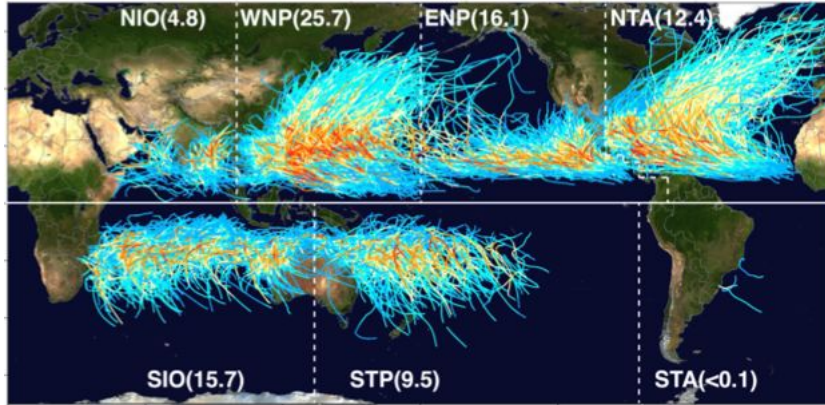 NIO(4.8) WNP(25.7) ENP(16.1) NTA(12.4)
SIO(15.7) STP(9.5) STA(<0.1)